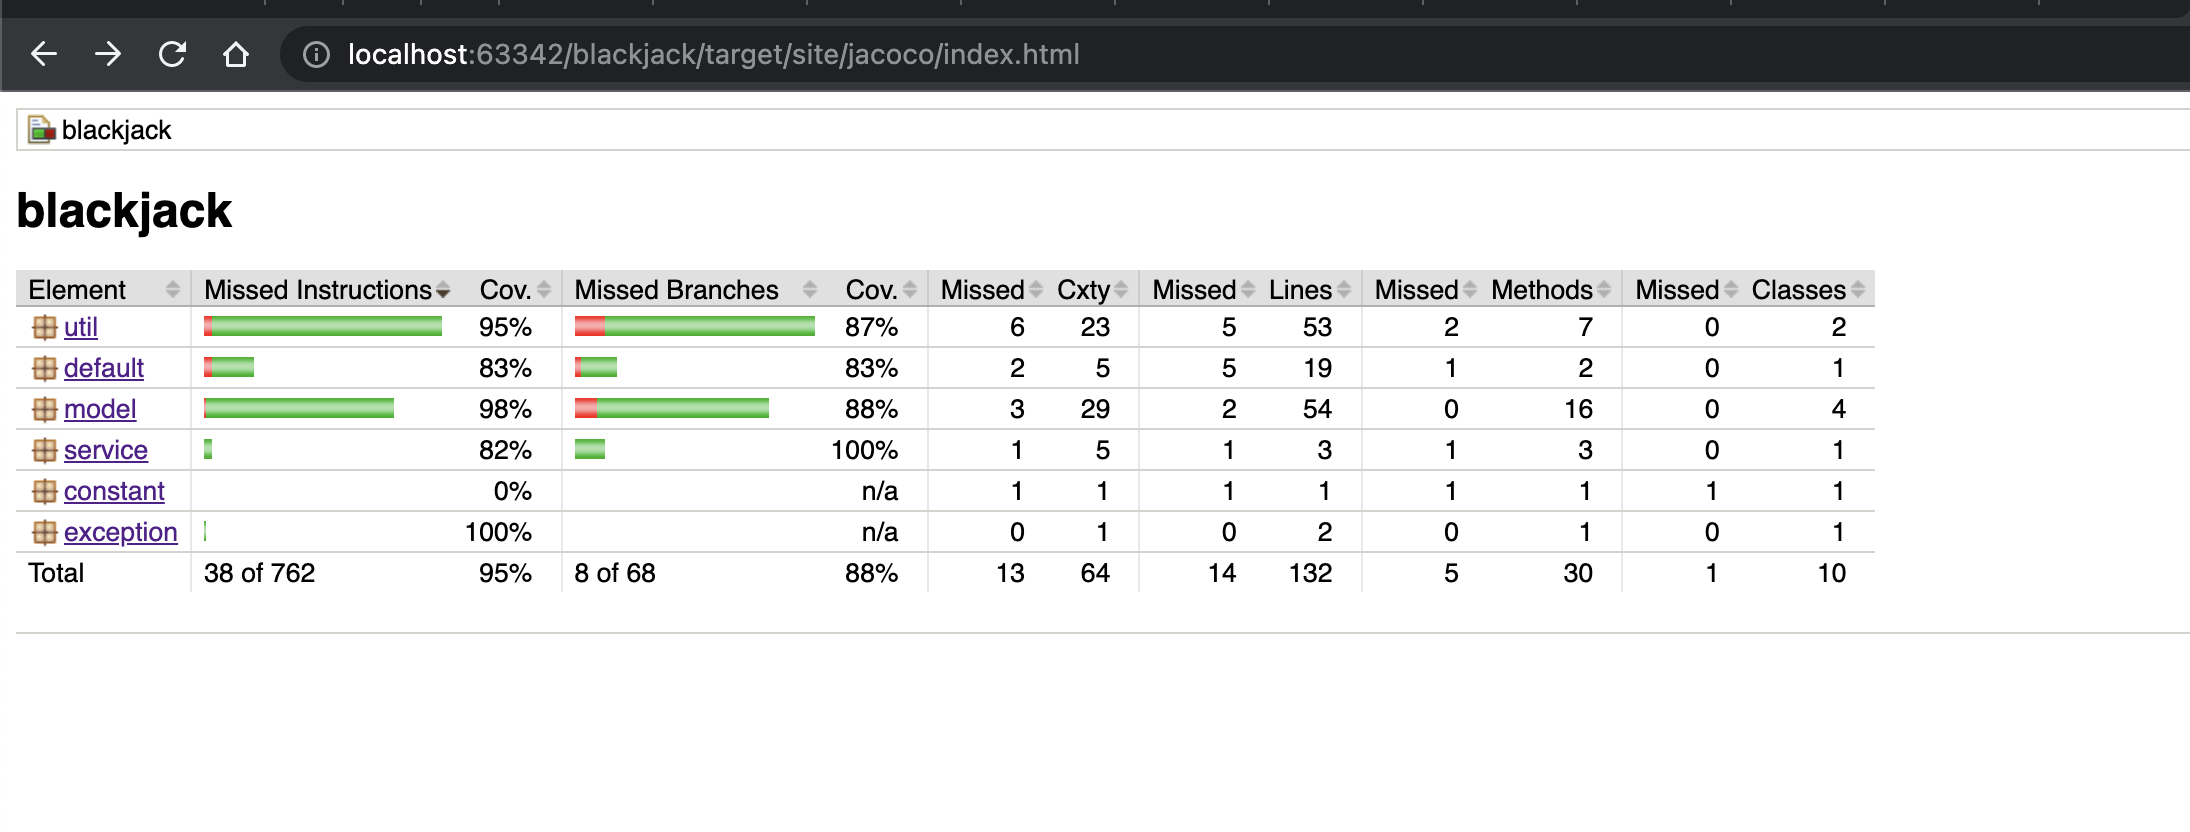 localhost:63342/blackjack/target/site/jacoco/index.html
blackjack
blackjack
Element Missed Instructions Cov. Missed Branches Cov. Missed Cxty Missed Lines Missed Methods Missed Classes
util 95% 87% 6 23 5 53 2 7 0 2
default 83% 83% 2 5 5 19 1 2 0 1
model 98% 88% 3 29 2 54 0 16 0 4
service 82% 100% 1 5 1 3 1 3 0 1
constant 0% n/a 1 1 1 1 1 1 1 1
exception 100% n/a 0 1 0 2 0 1 0 1
Total 38 of 762 95% 8 of 68 88% 13 64 14 132 5 30 1 10